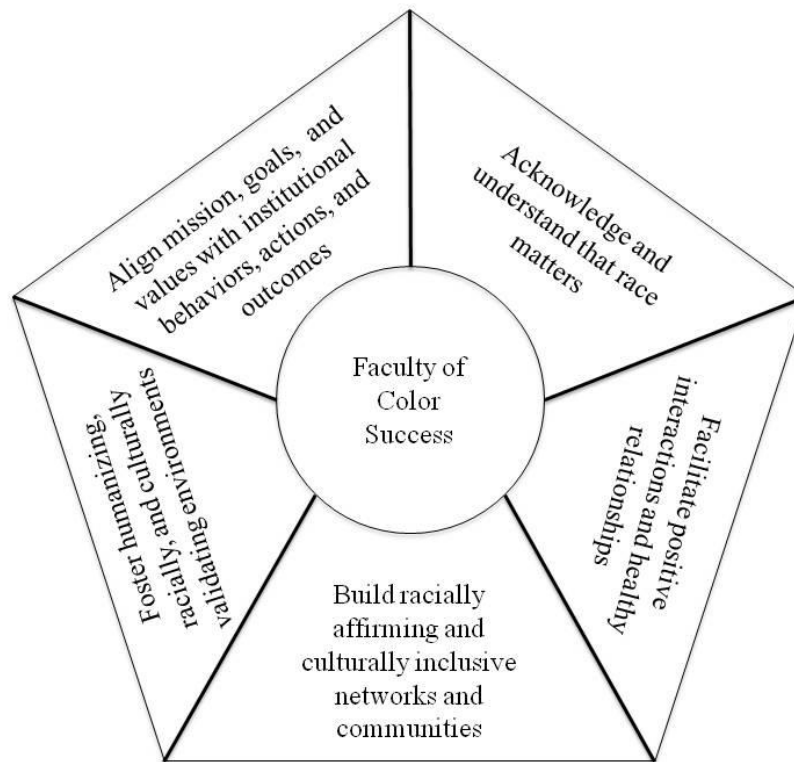 Align mission, goals, and
values with institutional
behaviors, actions, and
outcomes
Acknowledge and
understand that race
matters
Faculty of
Color
Success
Foster humanizing,
racially, and culturally
validating environments
Facilitate positive
interactions and healthy
relationships
Build racially
affirming and
culturally inclusive
networks and
communities